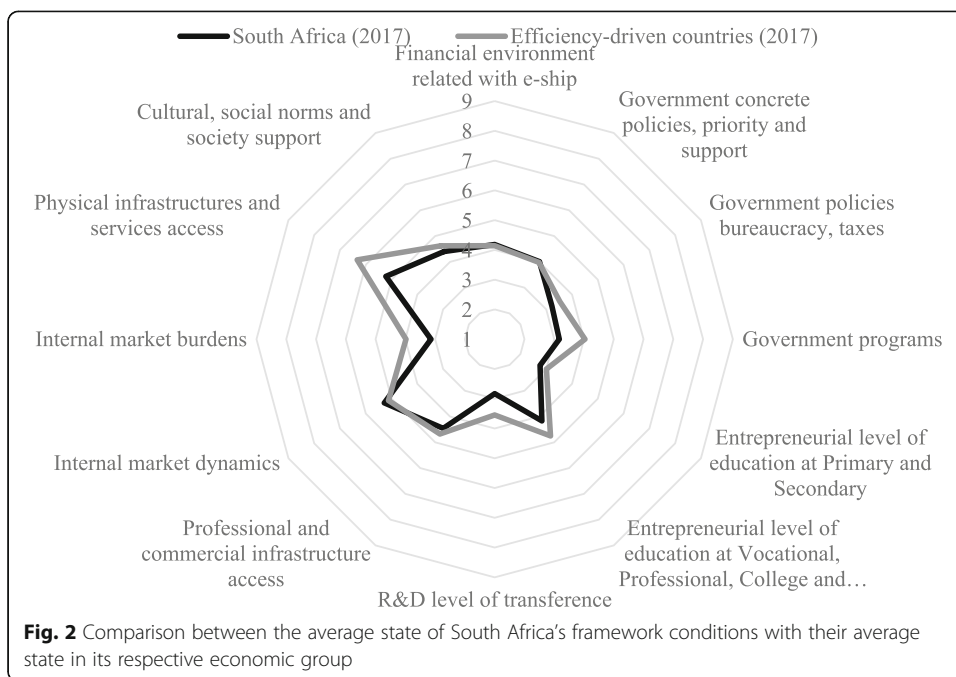 South Africa (2017) Efficiency-driven countries (2017)
Financial environment
related with e-ship
Government concrete
policies, priority and
support
Government policies
bureaucracy, taxes
Government programs
Entrepreneurial level of
education at Primary and
Secondary
Entrepreneurial level of
education at Vocational,
Professional, College and…
R&D level of transference
Professional and
commercial infrastructure
access
Internal market dynamics
Internal market burdens
Physical infrastructures and
services access
Cultural, social norms and
society support
9
8
7
6
5
4
3
2
1
Fig. 2 Comparison between the average state of South Africa's framework conditions with their average
state in its respective economic group